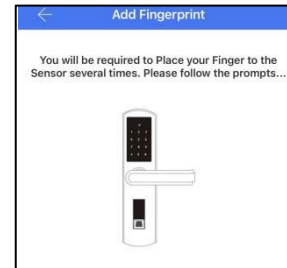 Add Fingerprint
You will be required to Place your Finger to the
Sensor several times. Please follow the prompts...